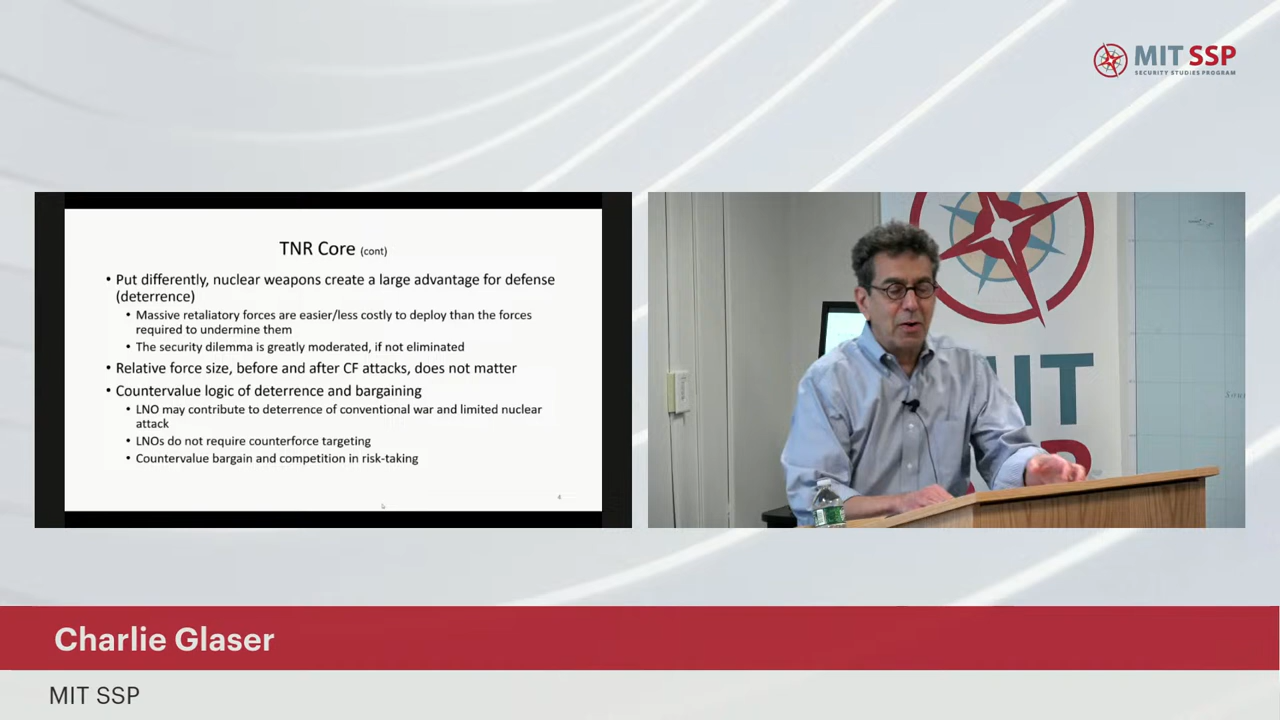 MIT SSP
SECURITY STUDIES PROGRAM
TNR Core (cont)
• Put differently, nuclear weapons create a large advantage for defense
(deterrence)
• Massive retaliatory forces are easier/less costly to deploy than the forces
required to undermine them
• The security dilemma is greatly moderated, if not eliminated
• Relative force size, before and after CF attacks, does not matter
• Countervalue logic of deterrence and bargaining
• LNO may contribute to deterrence of conventional war and limited nuclear
attack
• LNOs do not require counterforce targeting
• Countervalue bargain and competition in risk-taking
4
IT
Charlie Glaser
MIT SSP